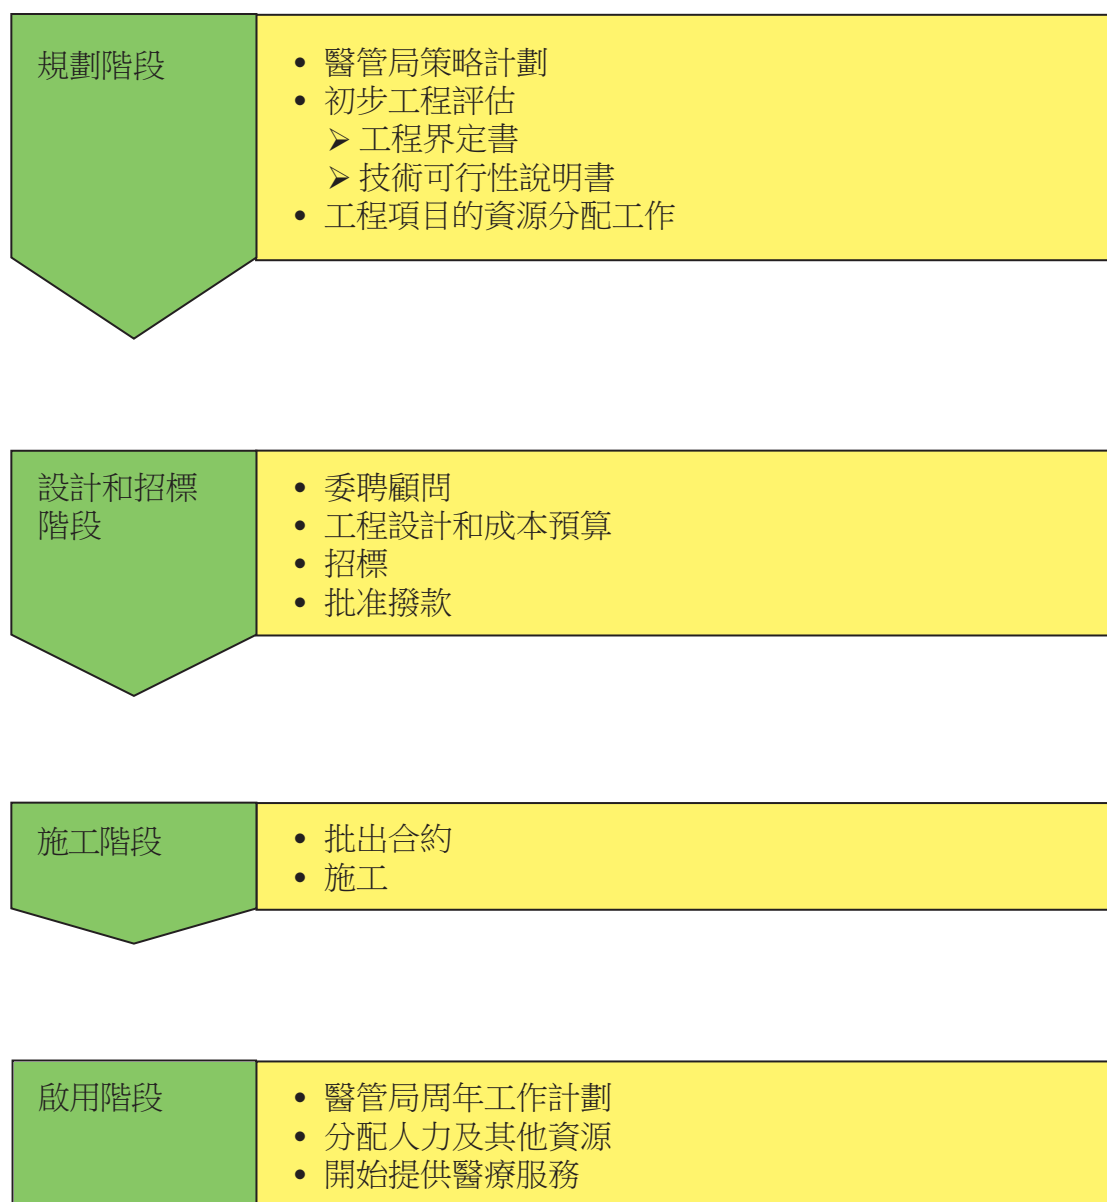 規劃階段
• 醫管局策略計劃
• 初步工程評估
➢ 工程界定書
➢ 技術可行性說明書
• 工程項目的資源分配工作
設計和招標
階段
• 委聘顧問
• 工程設計和成本預算
• 招標
• 批准撥款
施工階段
• 批出合約
• 施工
啟用階段
• 醫管局周年工作計劃
• 分配人力及其他資源
• 開始提供醫療服務